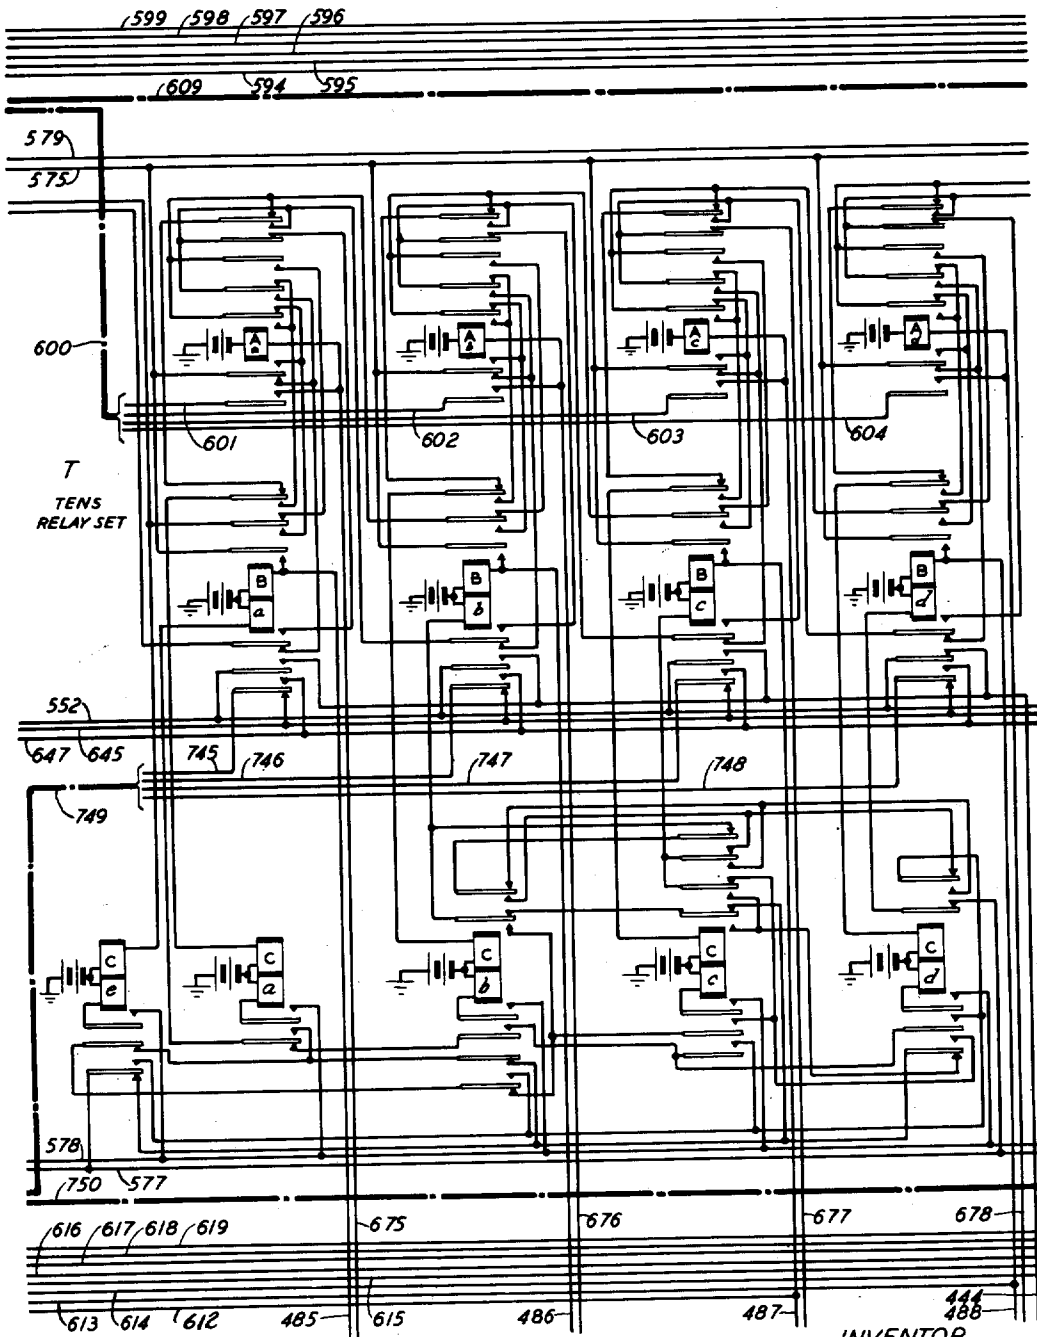 599 598 597 596
609 594 595
579
575
600
A a A b A c A d
601 602 603 604
T
TENS
RELAY SET
B a B b B c B d
552
647 645 745 746 747 748
749
C e C a C b C c C d
578
577
750
675 676 677 678
616 617 618 619
613 614 612 485 615 486 487 444
488
INVENTOR